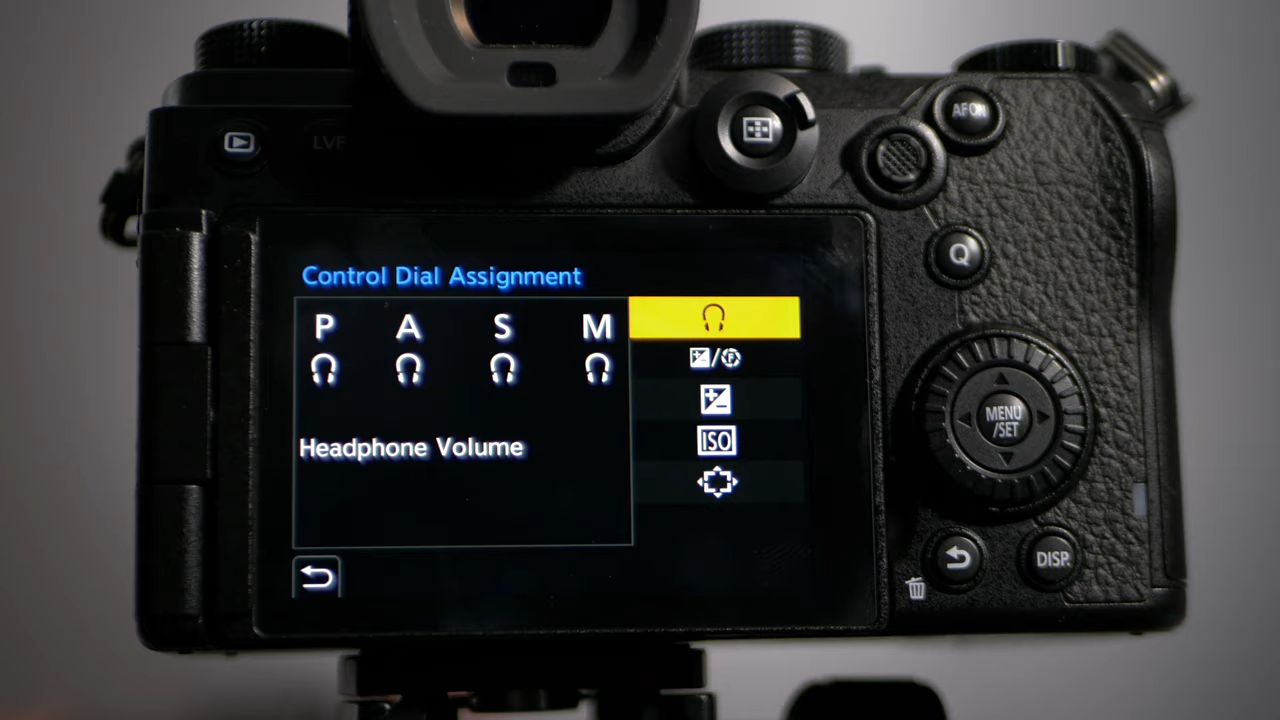 LVF
AF ON
Q
Control Dial Assignment
P A S M
F
ISO
Headphone Volume
MENU
/SET
DISP.